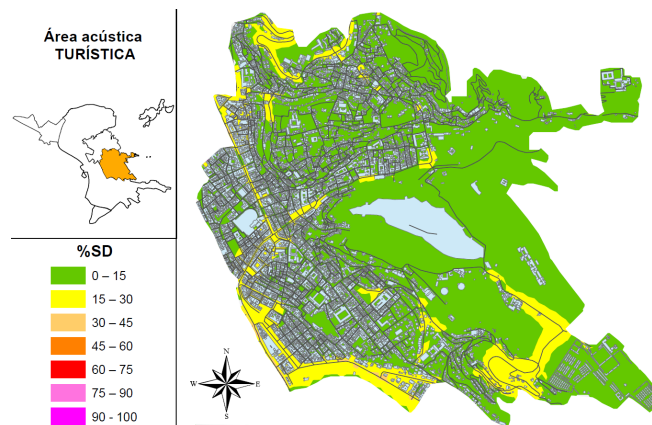 Área acústica
TURÍSTICA
%SD
0 – 15
15 – 30
30 – 45
45 – 60
60 – 75
75 – 90
90 - 100
N
W
E
S